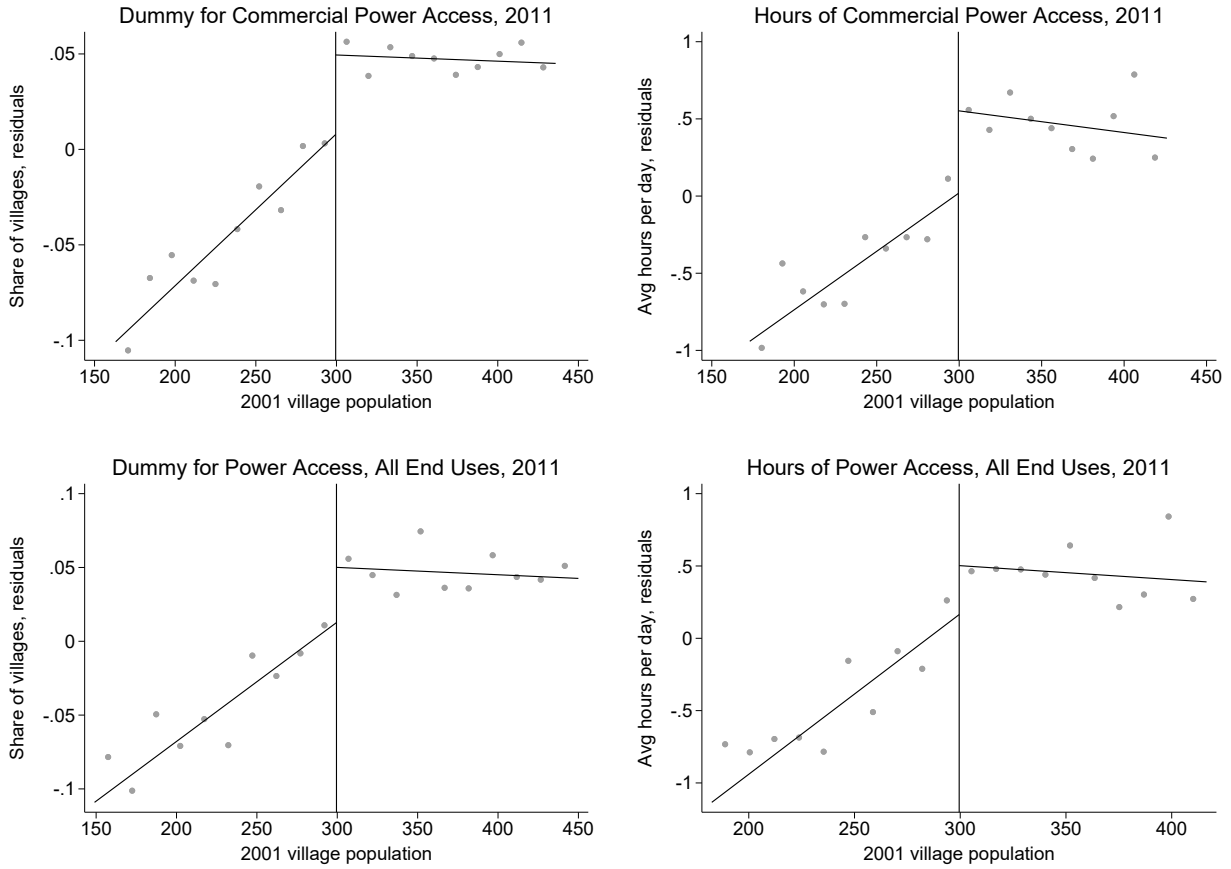 Dummy for Commercial Power Access, 2011
Share of villages, residuals
.05
0
-.05
-.1
150 200 250 300 350 400 450
2001 village population
Hours of Commercial Power Access, 2011
Avg hours per day, residuals
1
.5
0
-.5
-1
150 200 250 300 350 400 450
2001 village population
Dummy for Power Access, All End Uses, 2011
Share of villages, residuals
.1
.05
0
-.05
-.1
150 200 250 300 350 400 450
2001 village population
Hours of Power Access, All End Uses, 2011
Avg hours per day, residuals
1
.5
0
-.5
-1
200 250 300 350 400
2001 village population